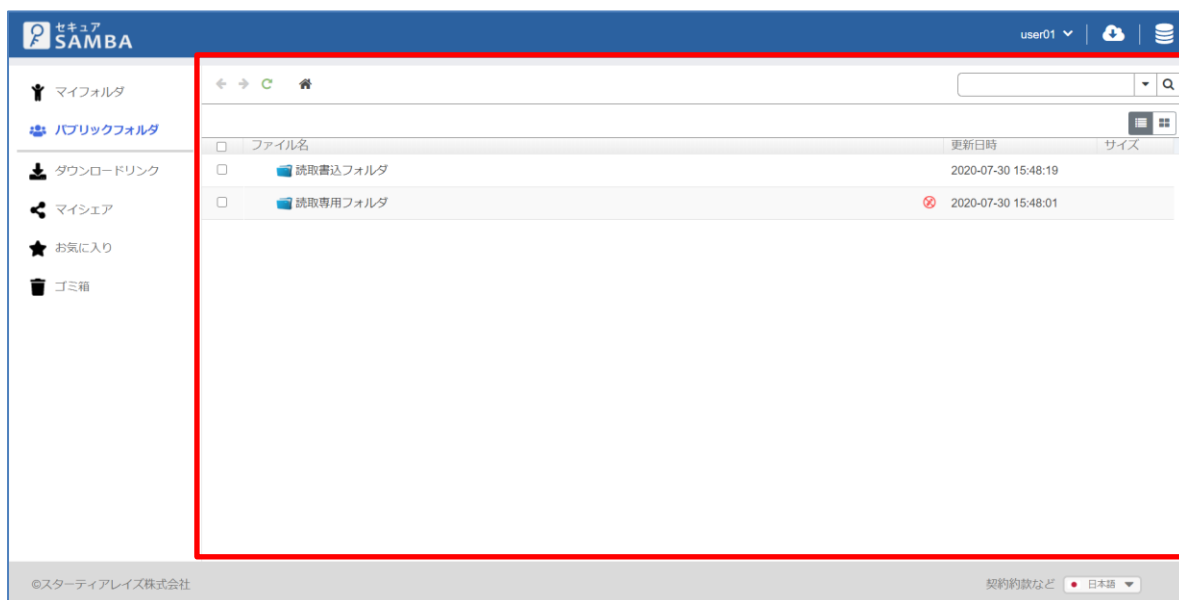 セキュア
SAMBA
user01
マイフォルダ
パブリックフォルダ
ダウンロードリンク
マイシェア
お気に入り
ゴミ箱
ファイル名 更新日時 サイズ
読取書込フォルダ 2020-07-30 15:48:19
読取専用フォルダ 2020-07-30 15:48:01
©スターティアレイズ株式会社 契約約款など 日本語